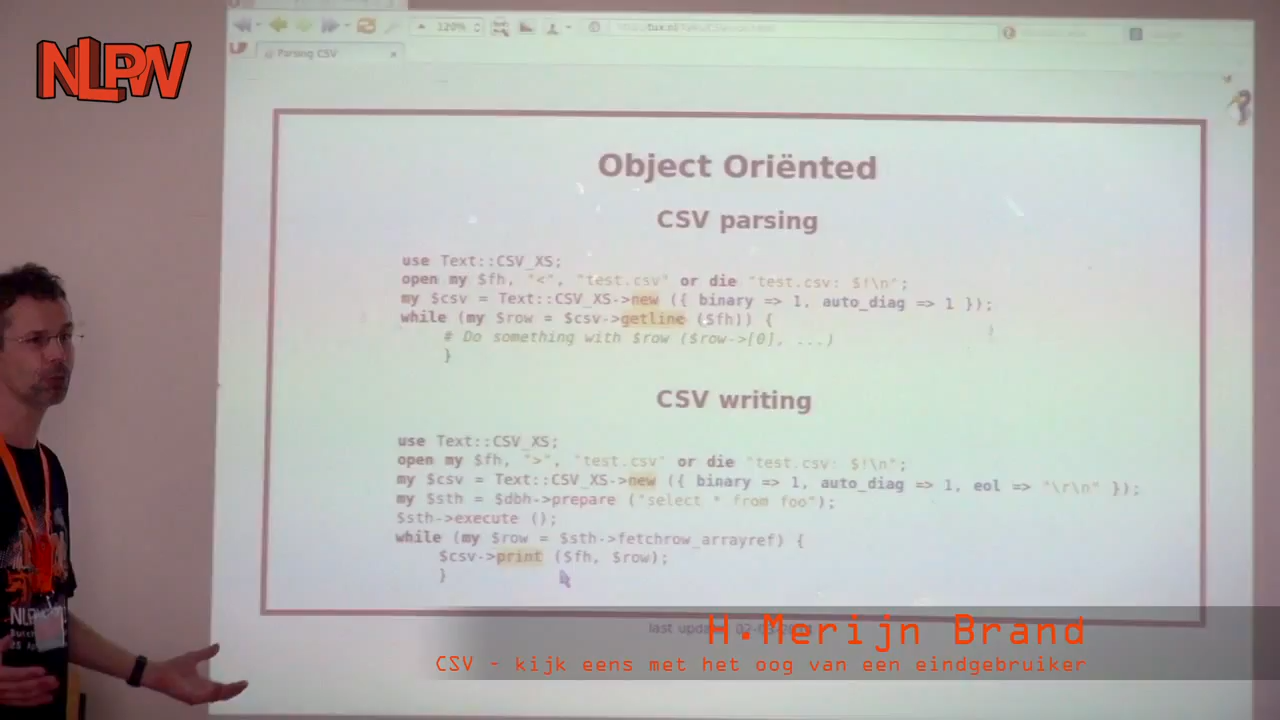 NLPW
120%
Parsing CSV
Object Oriënted
CSV parsing
use Text::CSV_XS;
open my $fh, "<", "test.csv" or die "test.csv: $!\n";
my $csv = Text::CSV_XS->new ({ binary => 1, auto_diag => 1 });
while (my $row = $csv->getline ($fh)) {
# Do something with $row ($row->[0], ...)
}
CSV writing
use Text::CSV_XS;
open my $fh, ">", "test.csv" or die "test.csv: $!\n";
my $csv = Text::CSV_XS->new ({ binary => 1, auto_diag => 1, eol => "\r\n" });
my $sth = $dbh->prepare ("select * from foo");
$sth->execute ();
while (my $row = $sth->fetchrow_arrayref) {
$csv->print ($fh, $row);
}
last
H.Merijn Brand
CSV - kijk eens met het oog van een eindgebruiker